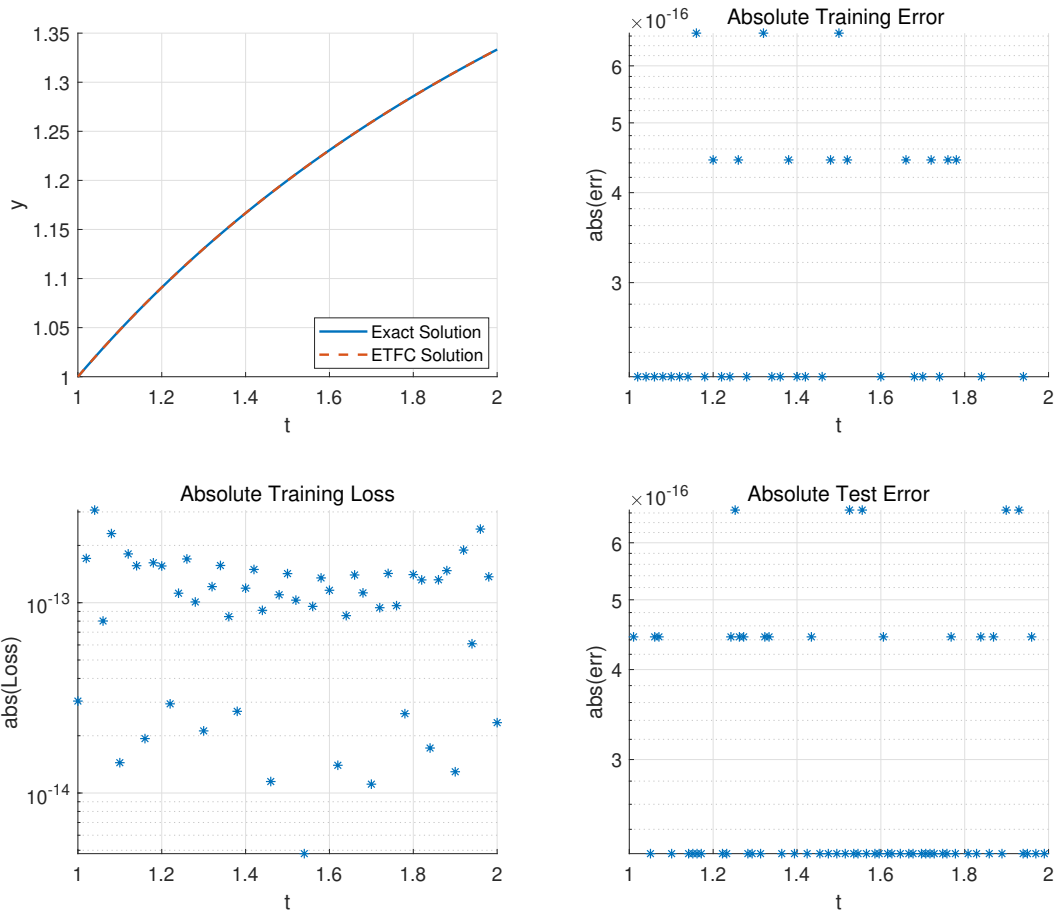 1.35
1.3
1.25
1.2
1.15
1.1
1.05
1
y
1 1.2 1.4 1.6 1.8 2
t
Exact Solution
ETFC Solution
×10^-16
Absolute Training Error
6
5
4
3
abs(err)
1 1.2 1.4 1.6 1.8 2
t
Absolute Training Loss
10^-13
10^-14
abs(Loss)
1 1.2 1.4 1.6 1.8 2
t
×10^-16
Absolute Test Error
6
5
4
3
abs(err)
1 1.2 1.4 1.6 1.8 2
t